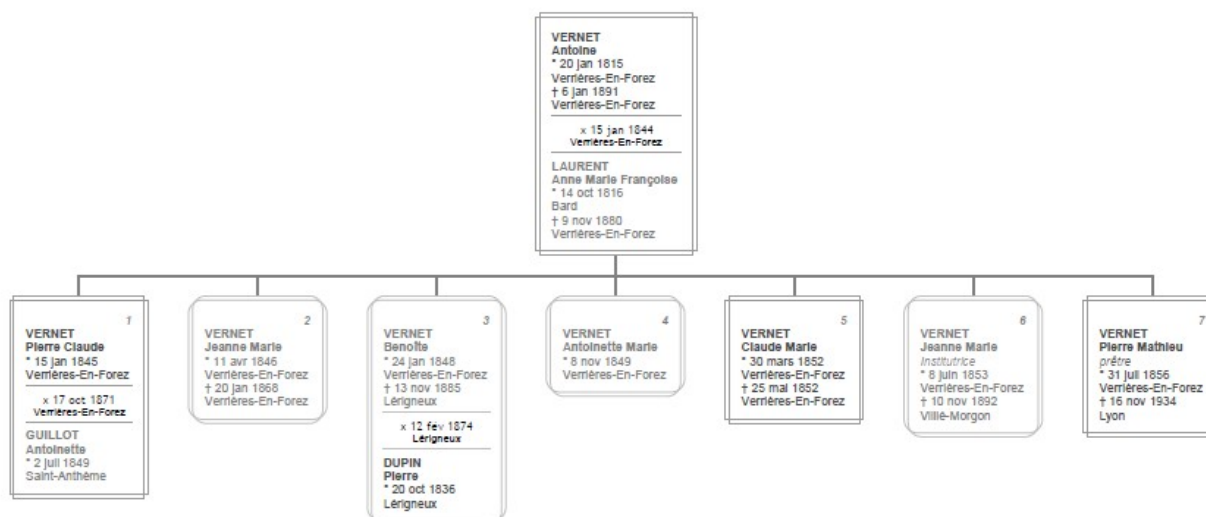 VERNET
Antoine
* 20 jan 1815
Verrières-En-Forez
† 6 jan 1891
Verrières-En-Forez
x 15 jan 1844
Verrières-En-Forez
LAURENT
Anne Marie Françoise
* 14 oct 1816
Bard
† 9 nov 1880
Verrières-En-Forez
1
VERNET
Pierre Claude
* 15 jan 1845
Verrières-En-Forez
x 17 oct 1871
Verrières-En-Forez
GUILLOT
Antoinette
* 2 juil 1849
Saint-Anthème
2
VERNET
Jeanne Marie
* 11 avr 1846
Verrières-En-Forez
† 20 jan 1868
Verrières-En-Forez
3
VERNET
Benoîte
* 24 jan 1848
Verrières-En-Forez
† 13 nov 1885
Lérigneux
x 12 fév 1874
Lérigneux
DUPIN
Pierre
* 20 oct 1836
Lérigneux
4
VERNET
Antoinette Marie
* 8 nov 1849
Verrières-En-Forez
5
VERNET
Claude Marie
* 30 mars 1852
Verrières-En-Forez
† 25 mai 1852
Verrières-En-Forez
6
VERNET
Jeanne Marie
institutrice
* 8 juin 1853
Verrières-En-Forez
† 10 nov 1892
Villié-Morgon
7
VERNET
Pierre Mathieu
prêtre
* 31 juil 1856
Verrières-En-Forez
† 16 nov 1934
Lyon